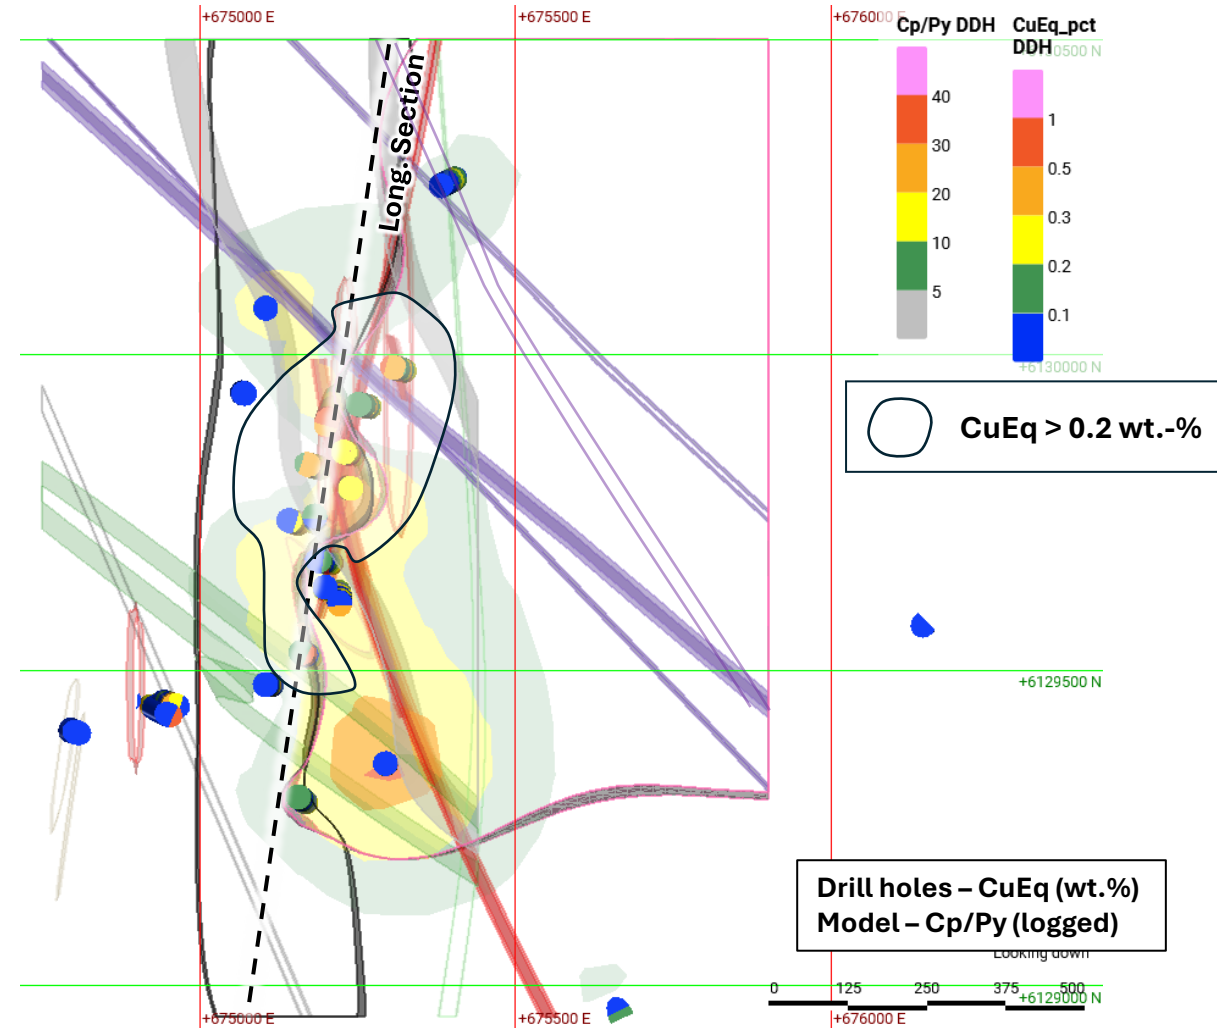 +675000 E
+675500 E
+676000 E
Cp/Py DDH
CuEq_pct
DDH
+6130500 N
40
30
20
10
5
1
0.5
0.3
0.2
0.1
Long. Section
+6130000 N
CuEq > 0.2 wt.-%
+6129500 N
Drill holes – CuEq (wt.%)
Model – Cp/Py (logged)
Looking down
0 125 250 375 500
+6129000 N
+675000 E
+675500 E
+676000 E